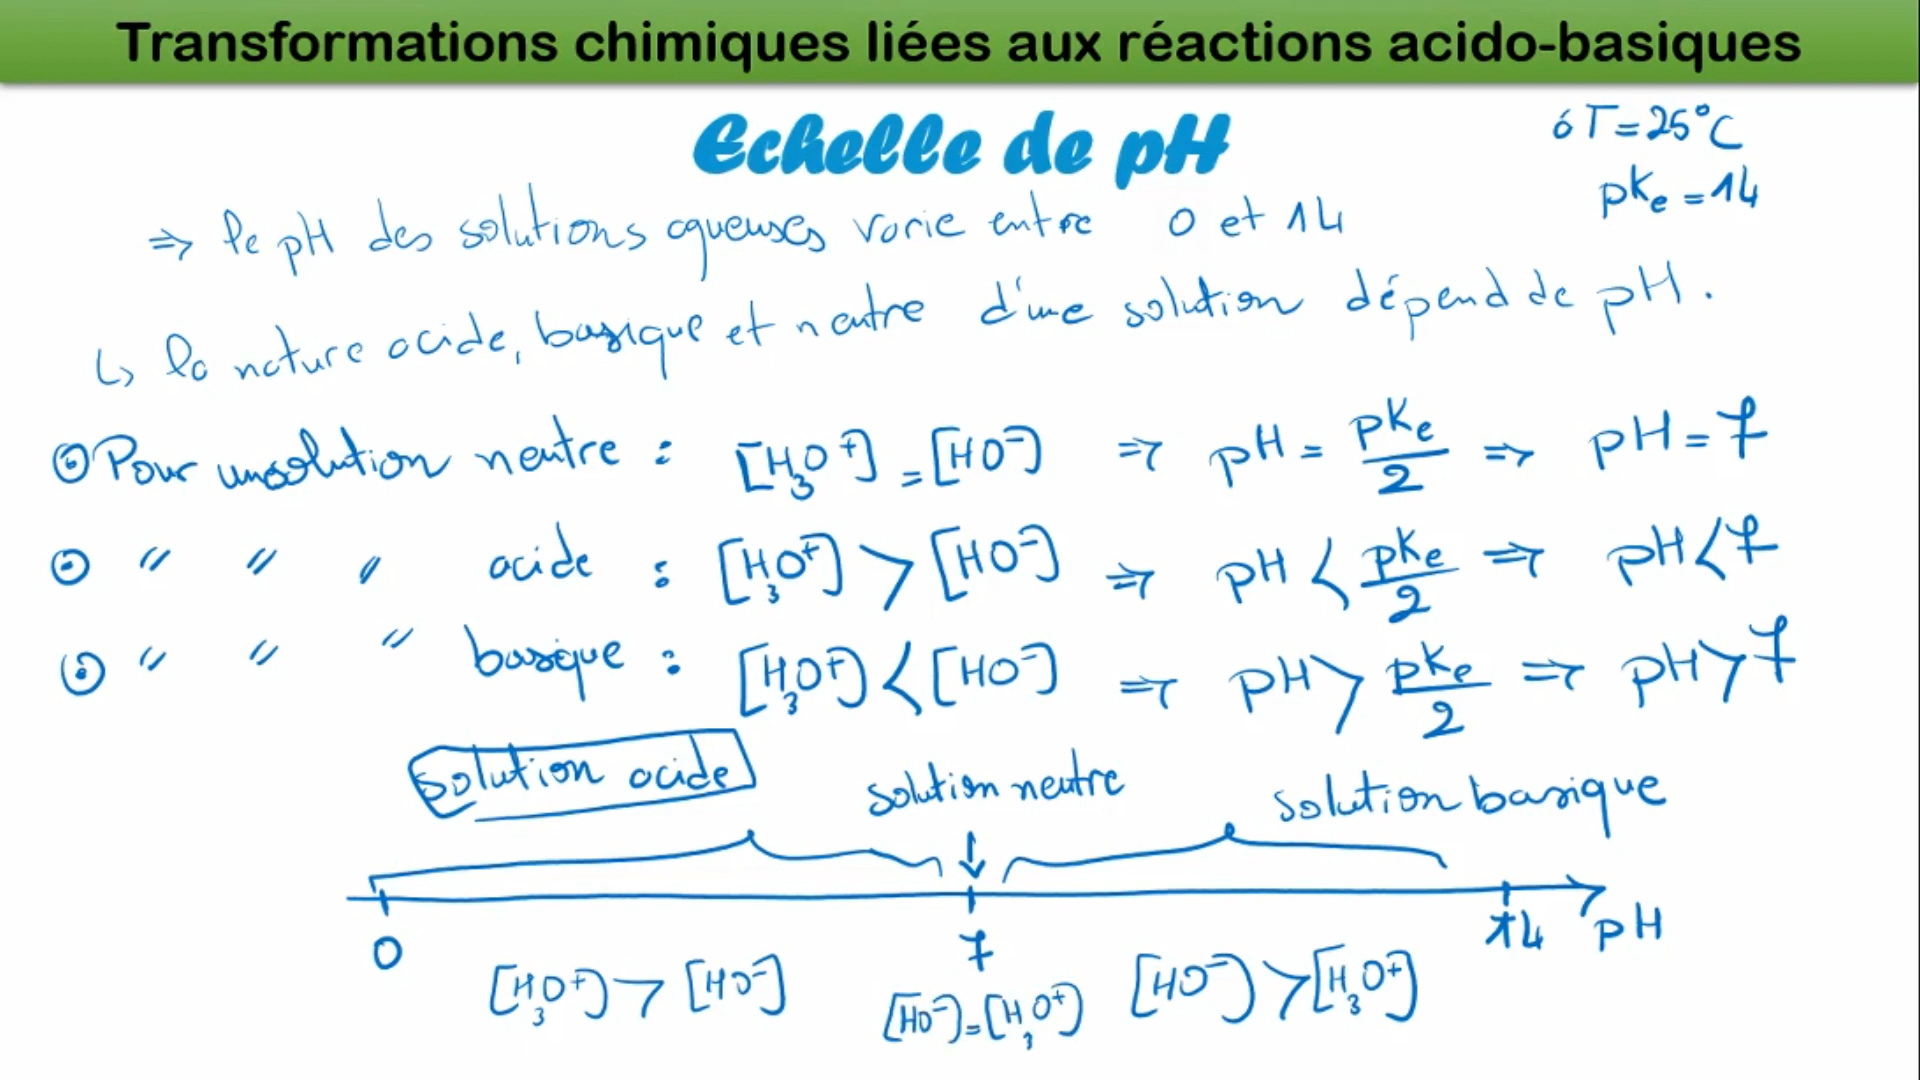 Transformations chimiques liées aux réactions acido-basiques
Echelle de pH
à T = 25°C
pKe = 14
⇒ le pH des solutions aqueuses varie entre 0 et 14
↳ la nature acide, basique et neutre d'une solution dépend de pH.
⊙ Pour un solution neutre : [H₃O⁺] = [HO⁻] ⇒ pH = pKe/2 ⇒ pH = 7
⊙ " " " acide : [H₃O⁺] > [HO⁻] ⇒ pH < pKe/2 ⇒ pH < 7
⊙ " " " basique : [H₃O⁺] < [HO⁻] ⇒ pH > pKe/2 ⇒ pH > 7
solution acide solution neutre solution basique
0 7 14 pH
[H₃O⁺] > [HO⁻] [HO⁻] = [H₃O⁺] [HO⁻] > [H₃O⁺]